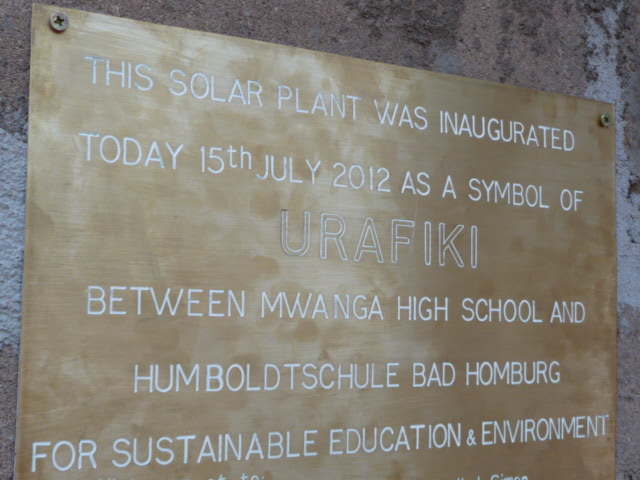 THIS SOLAR PLANT WAS INAUGURATED
TODAY 15th JULY 2012 AS A SYMBOL OF
URAFIKI
BETWEEN MWANGA HIGH SCHOOL AND
HUMBOLDTSCHULE BAD HOMBURG
FOR SUSTAINABLE EDUCATION & ENVIRONMENT